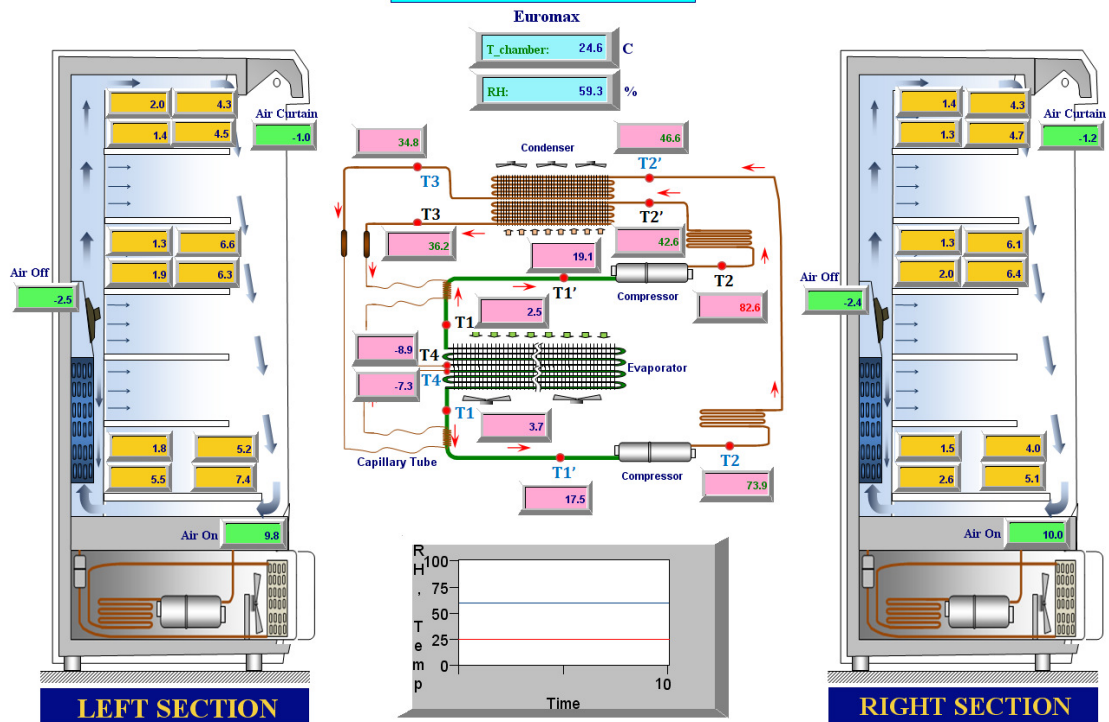 Euromax
T_chamber: 24.6 C
RH: 59.3 %
2.0 4.3
1.4 4.5
Air Curtain
-1.0
1.3 6.6
1.9 6.3
Air Off
-2.5
1.8 5.2
5.5 7.4
Air On 9.8
LEFT SECTION
34.8
Condenser
46.6
T3
T2'
T3
T2'
36.2
42.6
19.1
T1'
Compressor
T2
82.6
2.5
T1
-8.9
T4
Evaporator
-7.3
T4
T1
3.7
Capillary Tube
T1'
Compressor
T2
17.5
73.9
RH, Temp
100
75
50
25
0
10
Time
1.4 4.3
1.3 4.7
Air Curtain
-1.2
1.3 6.1
2.0 6.4
Air Off
-2.4
1.5 4.0
2.6 5.1
Air On 10.0
RIGHT SECTION